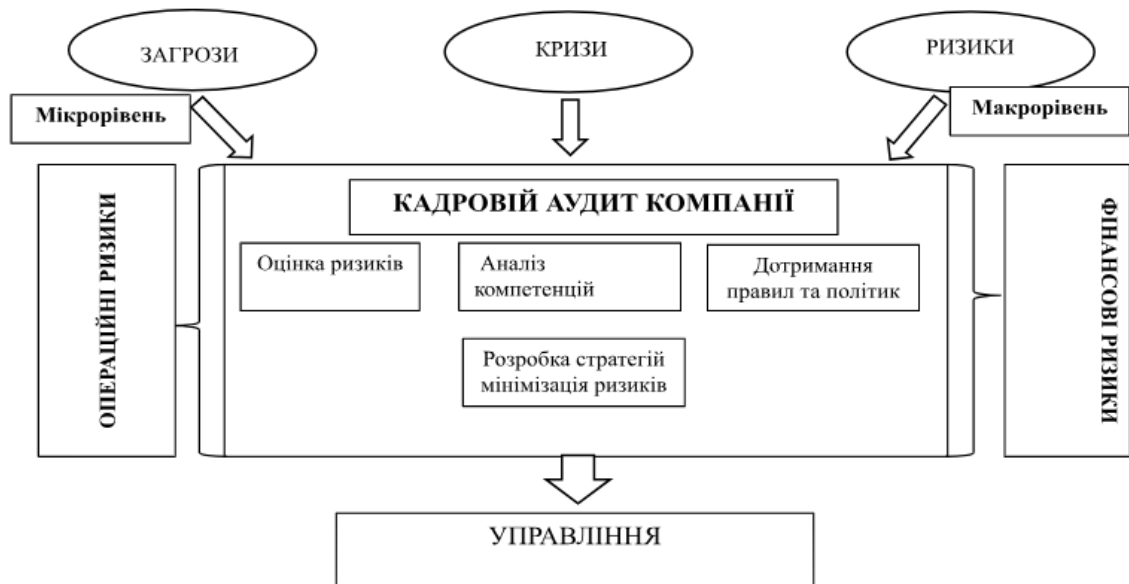 ЗАГРОЗИ
КРИЗИ
РИЗИКИ
Мікрорівень
Макрорівень
ОПЕРАЦІЙНІ РИЗИКИ
КАДРОВІЙ АУДИТ КОМПАНІЇ
Оцінка ризиків
Аналіз
компетенцій
Дотримання
правил та політик
Розробка стратегій
мінімізація ризиків
ФІНАНСОВІ РИЗИКИ
УПРАВЛІННЯ